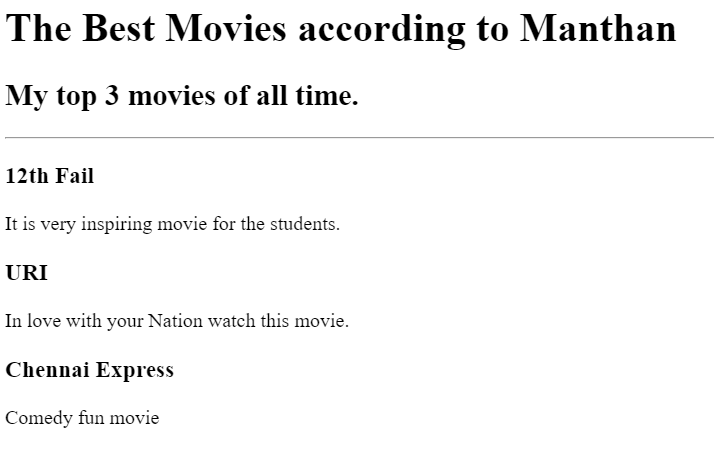 The Best Movies according to Manthan
My top 3 movies of all time.
12th Fail
It is very inspiring movie for the students.
URI
In love with your Nation watch this movie.
Chennai Express
Comedy fun movie